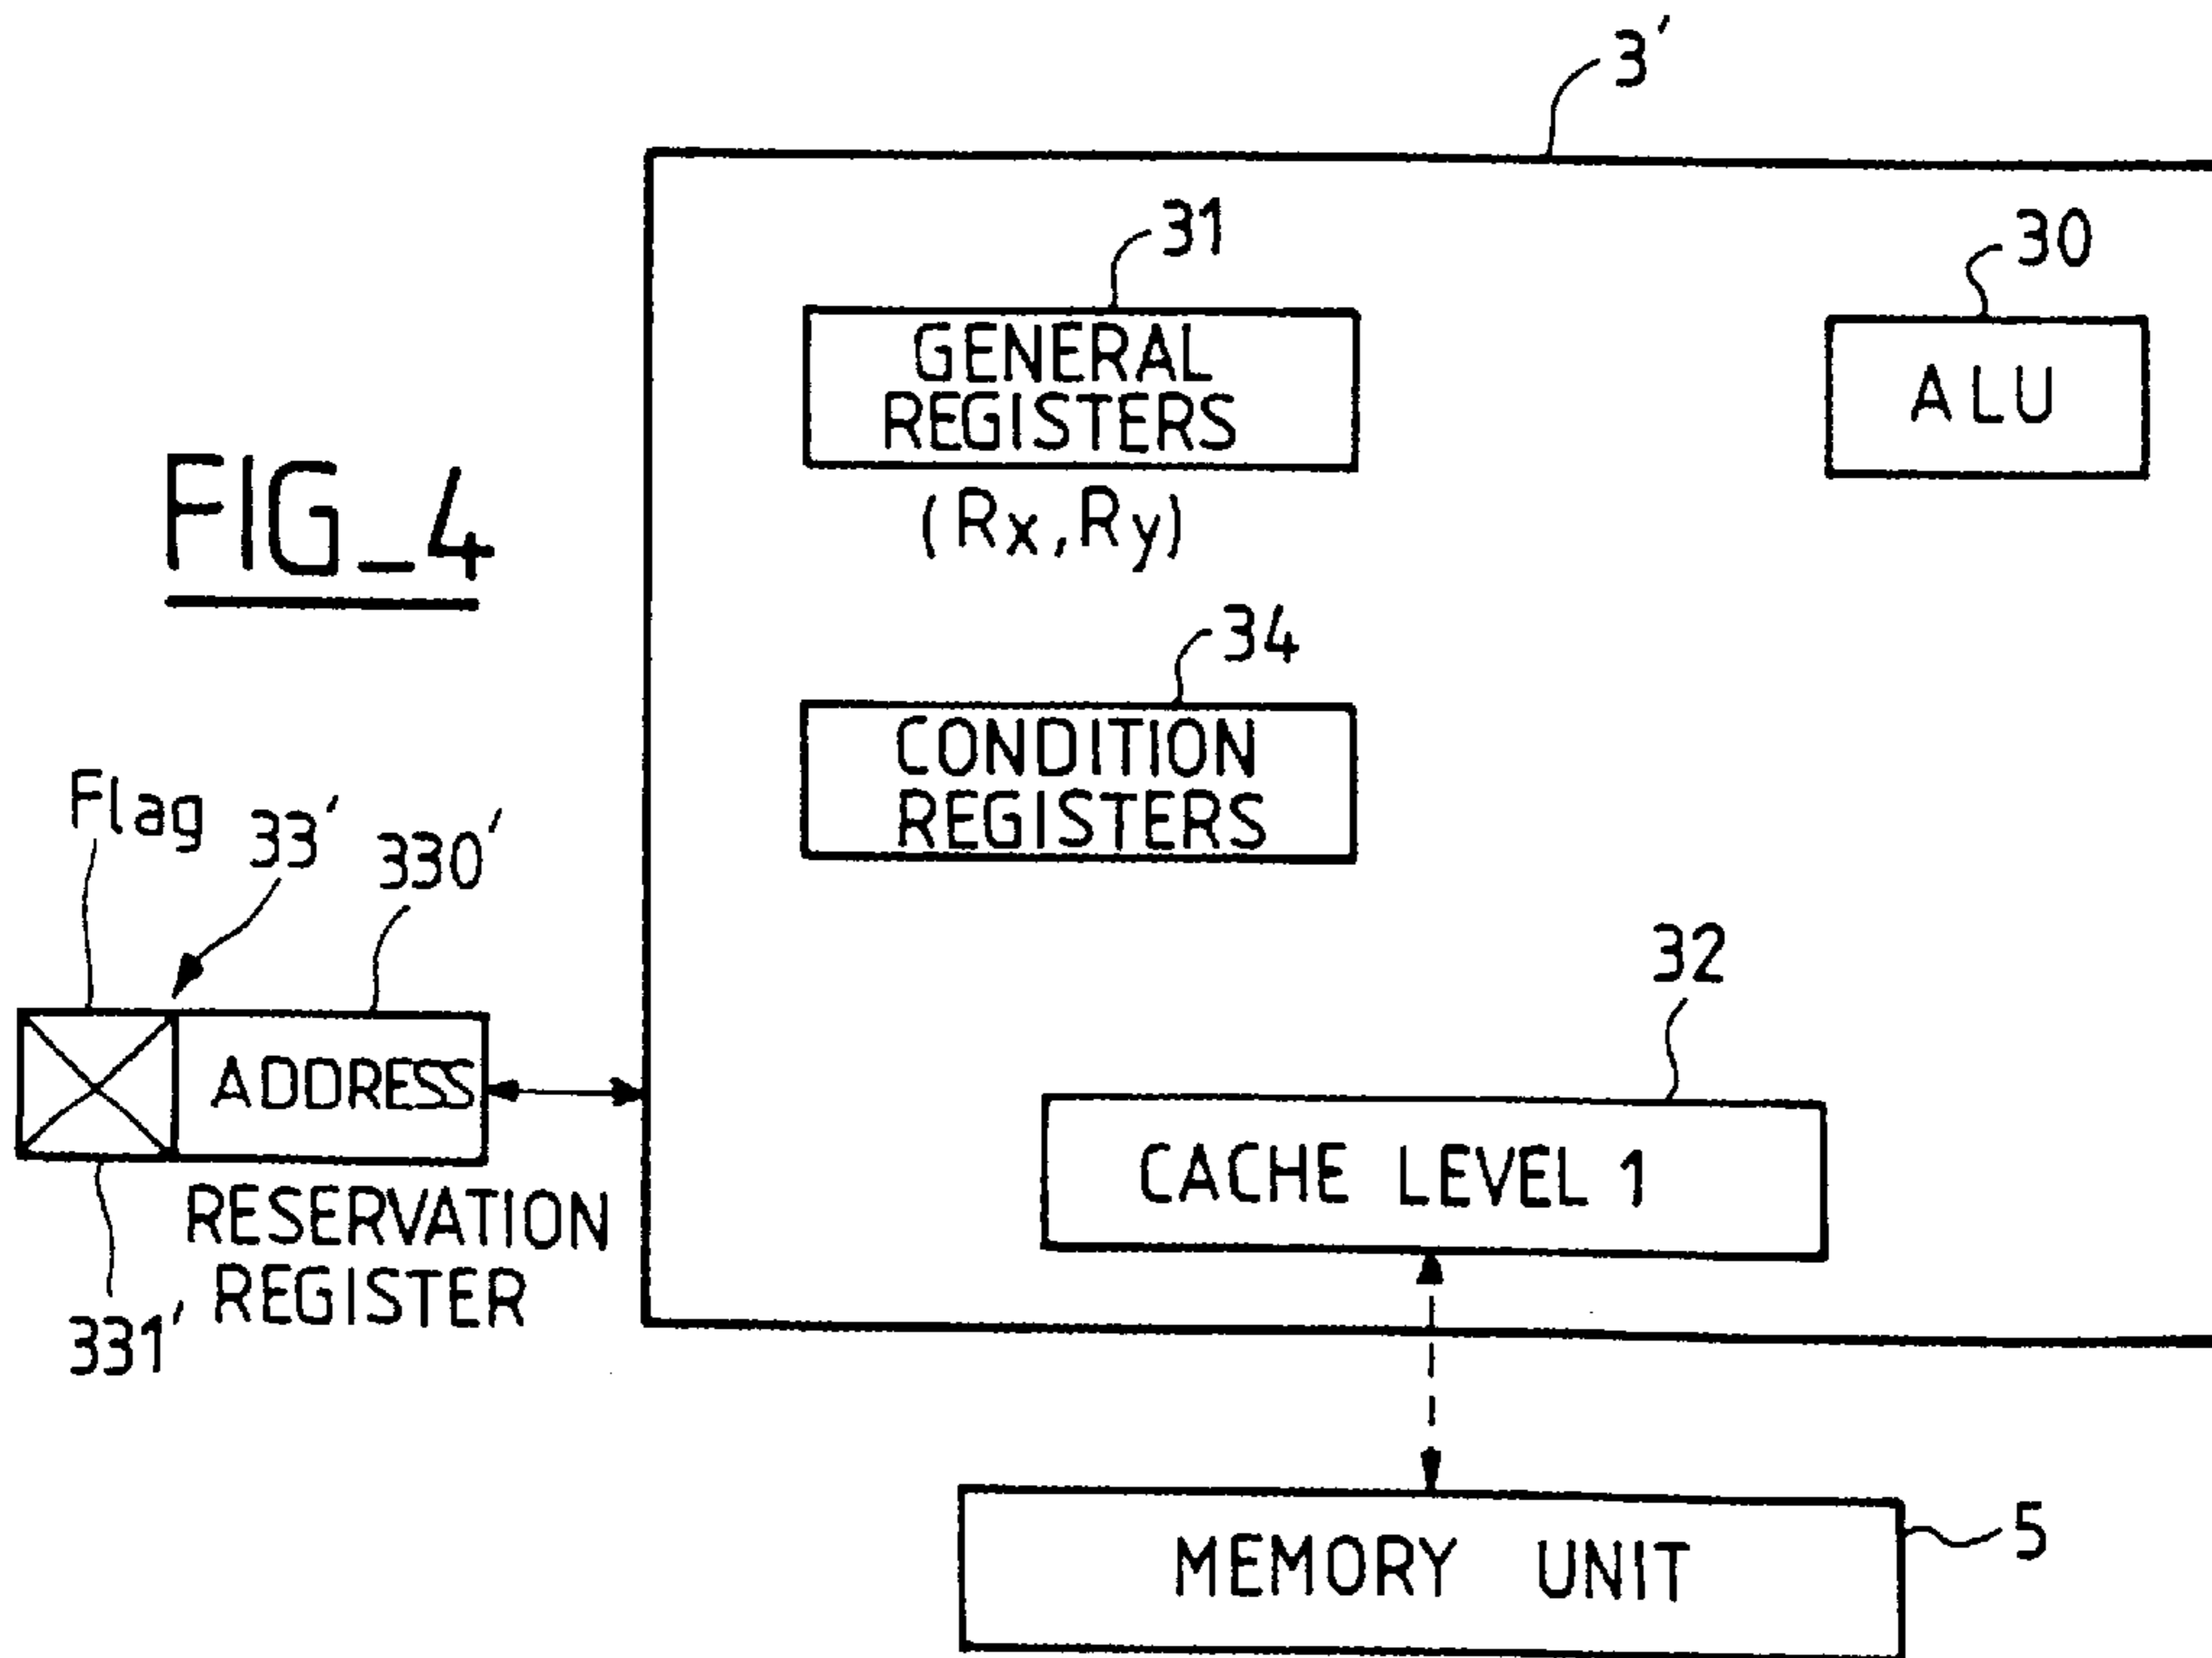 3'
31
30
GENERAL
REGISTERS
ALU
(Rx,Ry)
FIG_4
34
CONDITION
REGISTERS
Flag
33'
330'
32
ADDRESS
CACHE LEVEL 1
RESERVATION
REGISTER
331'
MEMORY UNIT
5